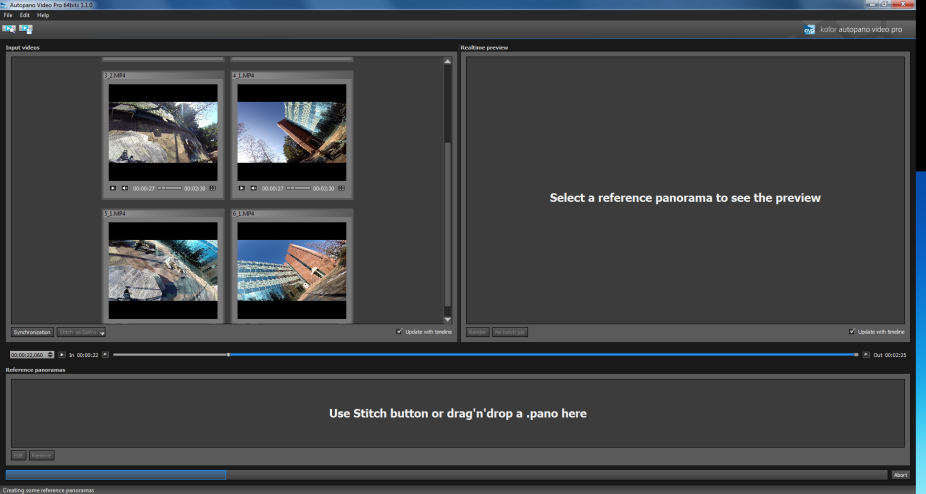 Autopano Video Pro 64bits 1.1.0
File Edit Help
kolor autopano video pro
Input videos
Realtime preview
3_2.MP4
4_1.MP4
00:00:27
00:02:30
00:00:27
00:02:30
5_1.MP4
6_1.MP4
Select a reference panorama to see the preview
Synchronization
Stitch as GoPro
Update with timeline
Render
As batch job
Update with timeline
00:00:22,060
In 00:00:22
Out 00:02:25
Reference panoramas
Use Stitch button or drag'n'drop a .pano here
Edit
Remove
Abort
Creating some reference panoramas